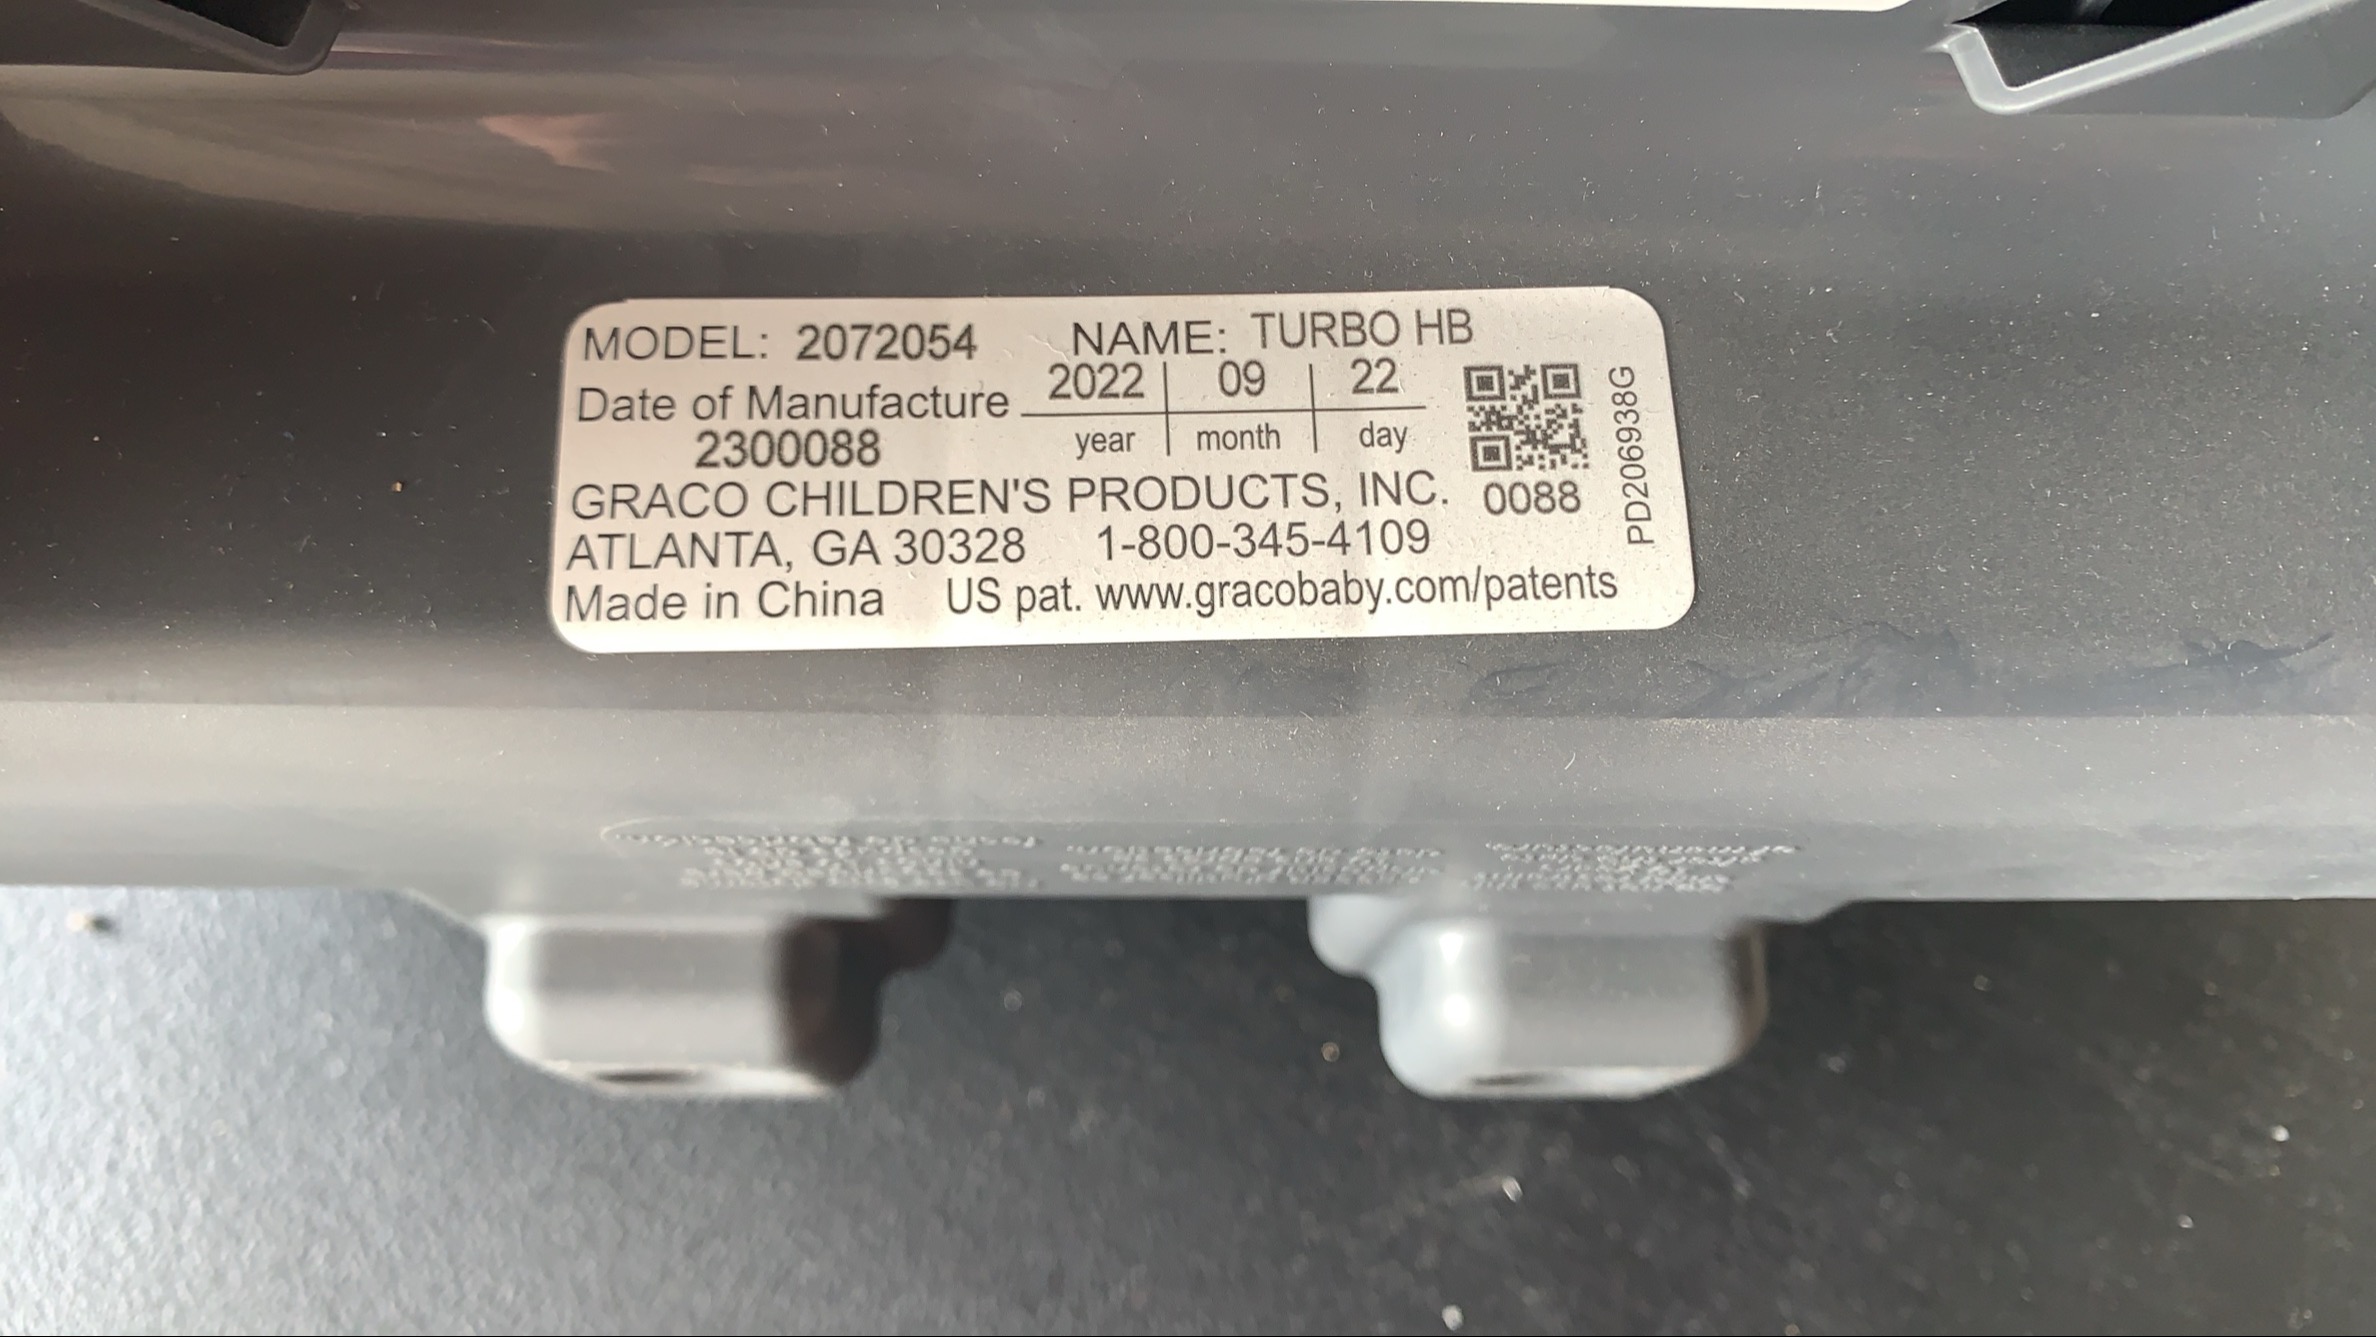 MODEL: 2072054 NAME: TURBO HB
Date of Manufacture 2022 09 22
year month day
2300088
GRACO CHILDREN'S PRODUCTS, INC.
ATLANTA, GA 30328 1-800-345-4109
Made in China US pat. www.gracobaby.com/patents
0088
PD206938G